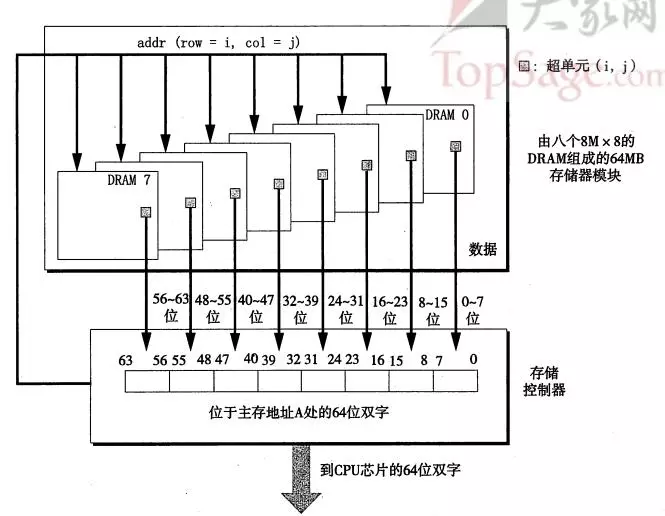 大家网
TopSage.com
addr (row = i, col = j)
▩: 超单元(i, j)
DRAM 0
DRAM 7
由八个8M×8的
DRAM组成的64MB
存储器模块
数据
56~63位
48~55位
40~47位
32~39位
24~31位
16~23位
8~15位
0~7位
63 56 55 48 47 40 39 32 31 24 23 16 15 8 7 0
位于主存地址A处的64位双字
存储
控制器
到CPU芯片的64位双字